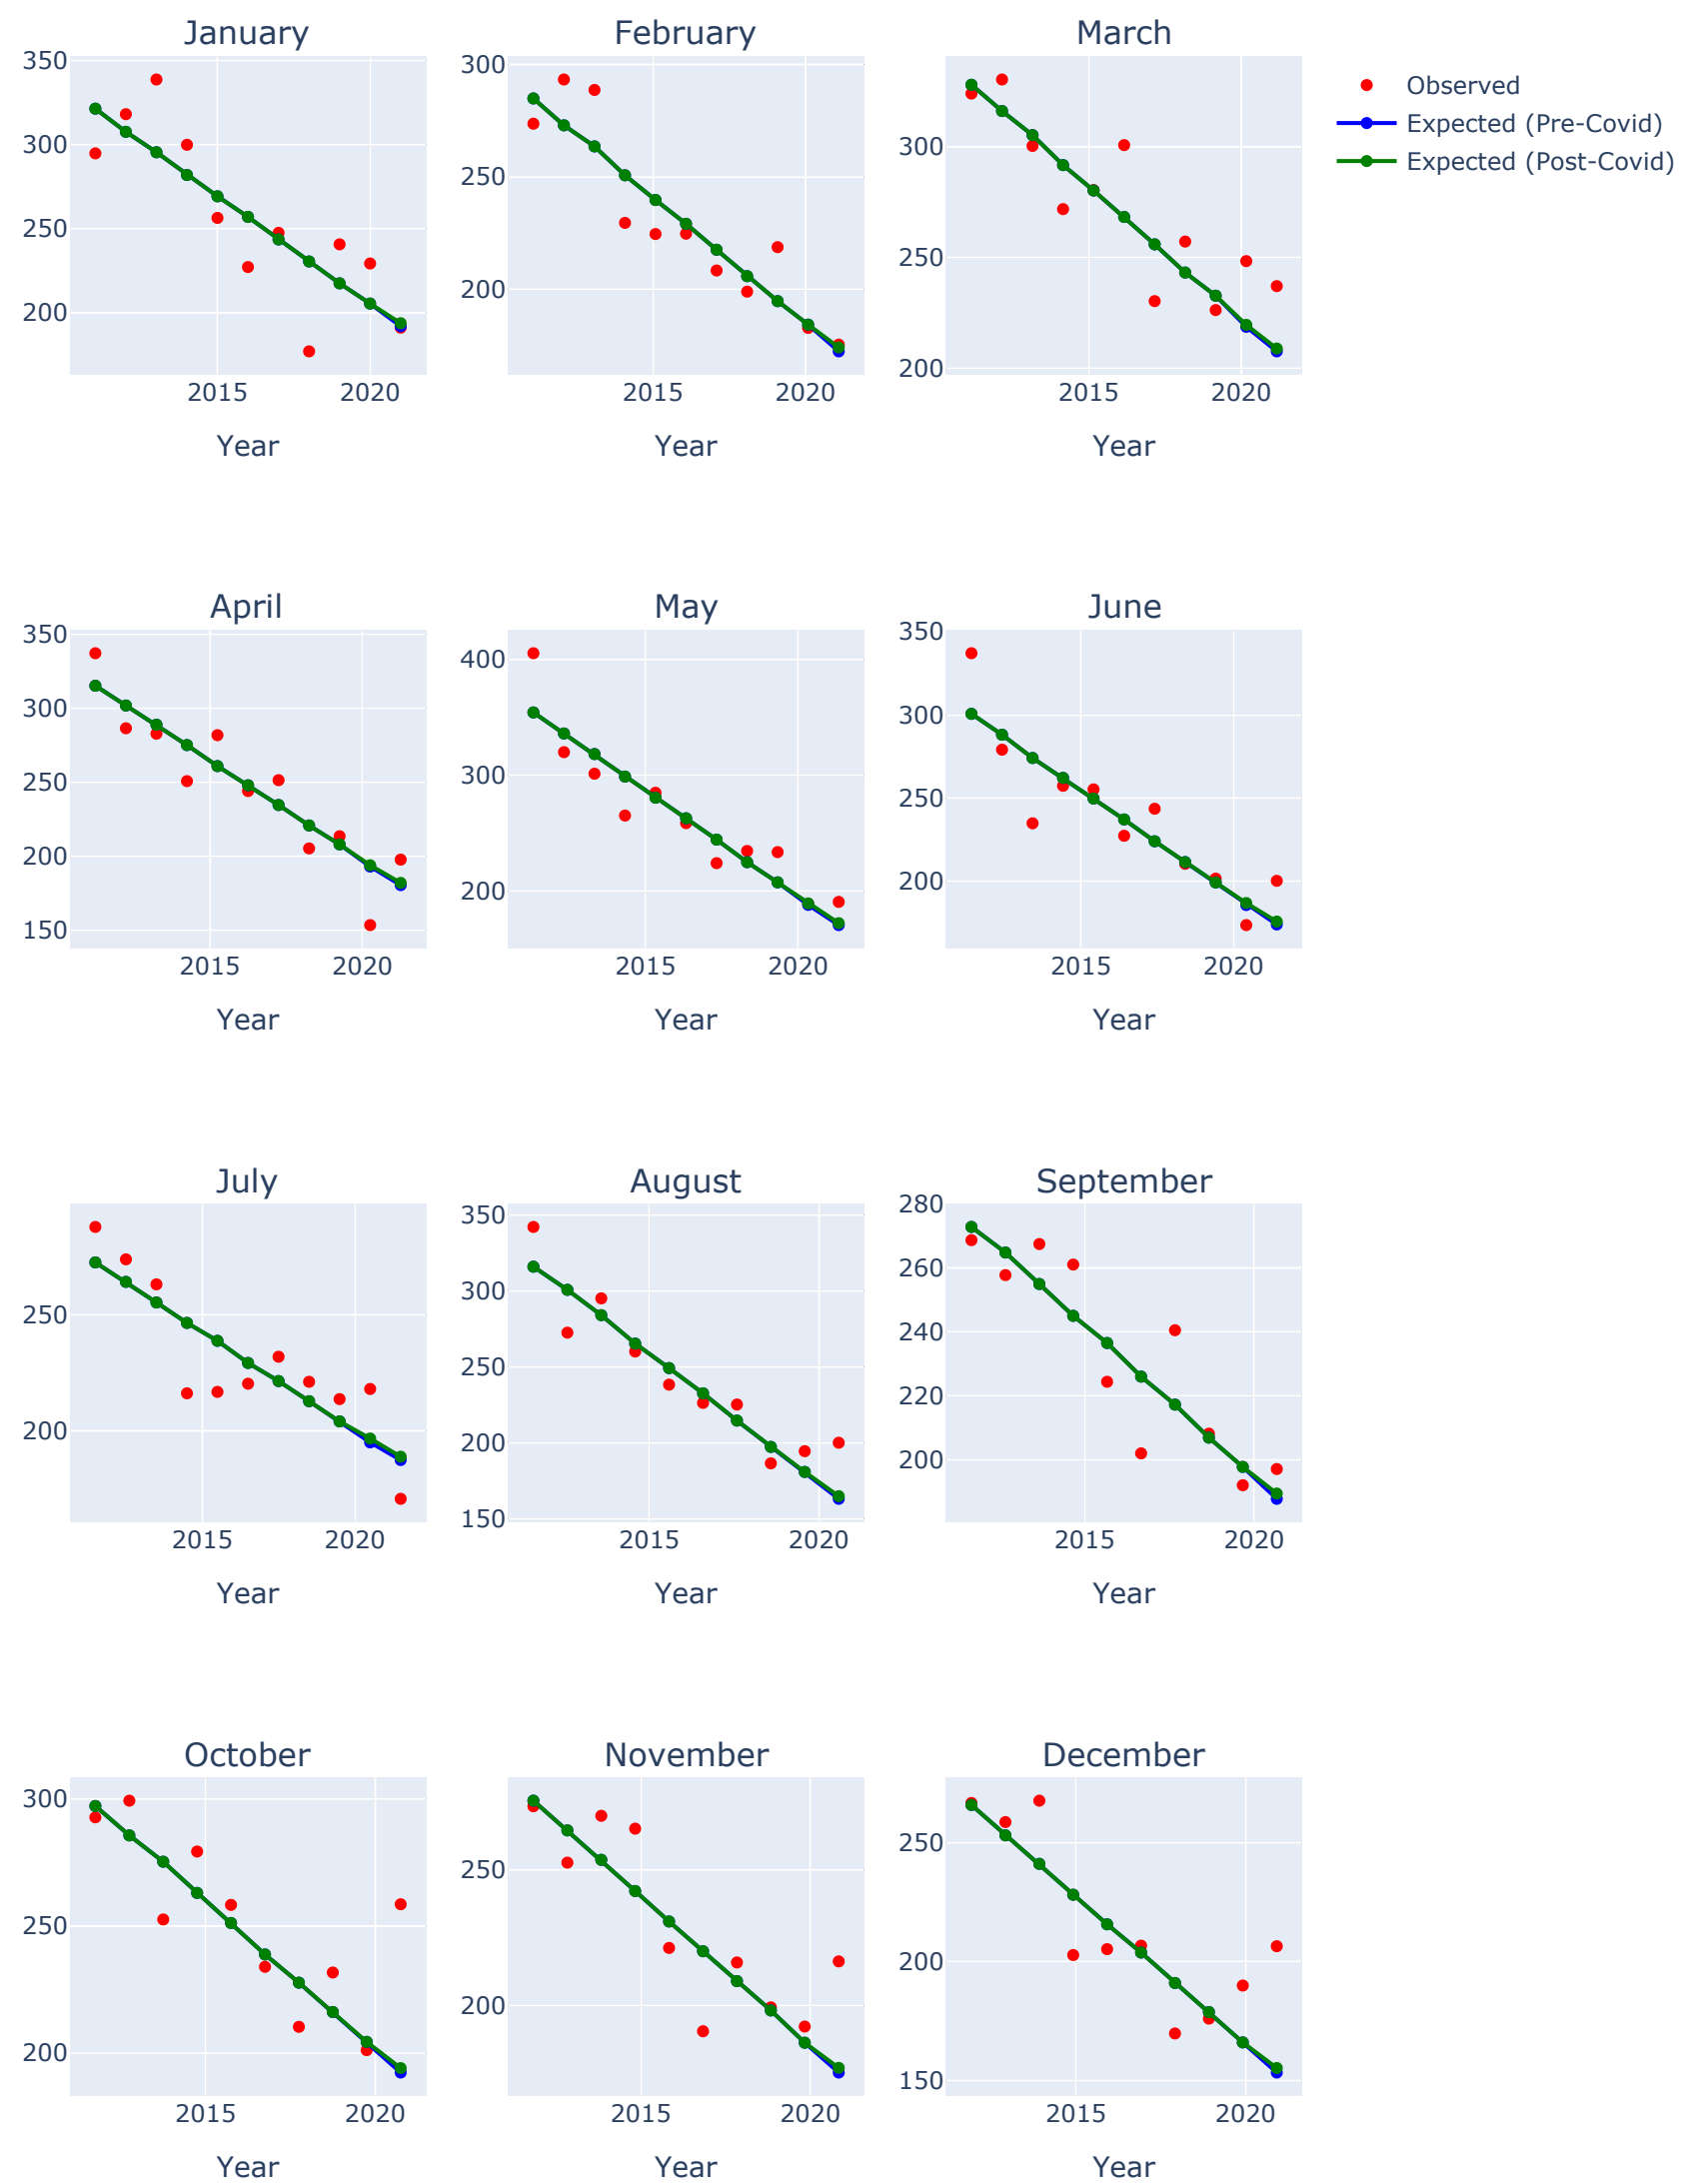 January February March
350
300
250
200
2015 2020
Year
300
250
200
2015 2020
Year
300
250
200
2015 2020
Year
Observed
Expected (Pre-Covid)
Expected (Post-Covid)
April May June
350
300
250
200
150
2015 2020
Year
400
300
200
2015 2020
Year
350
300
250
200
2015 2020
Year
July August September
250
200
2015 2020
Year
350
300
250
200
150
2015 2020
Year
280
260
240
220
200
2015 2020
Year
October November December
300
250
200
2015 2020
Year
250
200
2015 2020
Year
250
200
150
2015 2020
Year